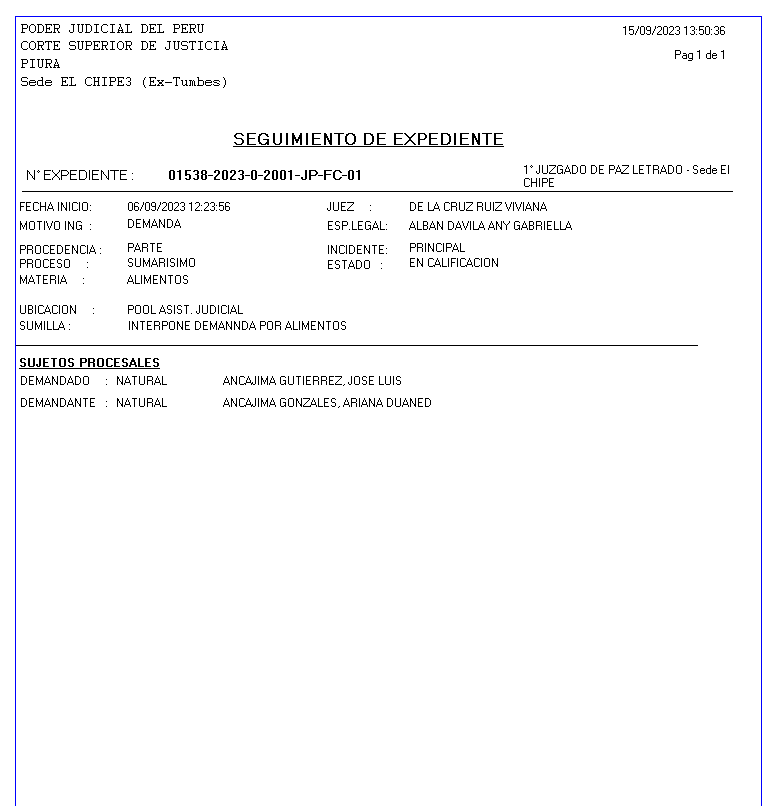 PODER JUDICIAL DEL PERU
15/09/2023 13:50:36
CORTE SUPERIOR DE JUSTICIA
Pag 1 de 1
PIURA
Sede EL CHIPE3 (Ex-Tumbes)
SEGUIMIENTO DE EXPEDIENTE
N° EXPEDIENTE : 01538-2023-0-2001-JP-FC-01 1° JUZGADO DE PAZ LETRADO - Sede El
CHIPE
FECHA INICIO: 06/09/2023 12:23:56 JUEZ : DE LA CRUZ RUIZ VIVIANA
MOTIVO ING : DEMANDA ESP.LEGAL: ALBAN DAVILA ANY GABRIELLA
PROCEDENCIA : PARTE INCIDENTE: PRINCIPAL
PROCESO : SUMARISIMO ESTADO : EN CALIFICACION
MATERIA : ALIMENTOS
UBICACION : POOL ASIST. JUDICIAL
SUMILLA : INTERPONE DEMANNDA POR ALIMENTOS
SUJETOS PROCESALES
DEMANDADO : NATURAL ANCAJIMA GUTIERREZ, JOSE LUIS
DEMANDANTE : NATURAL ANCAJIMA GONZALES, ARIANA DUANED